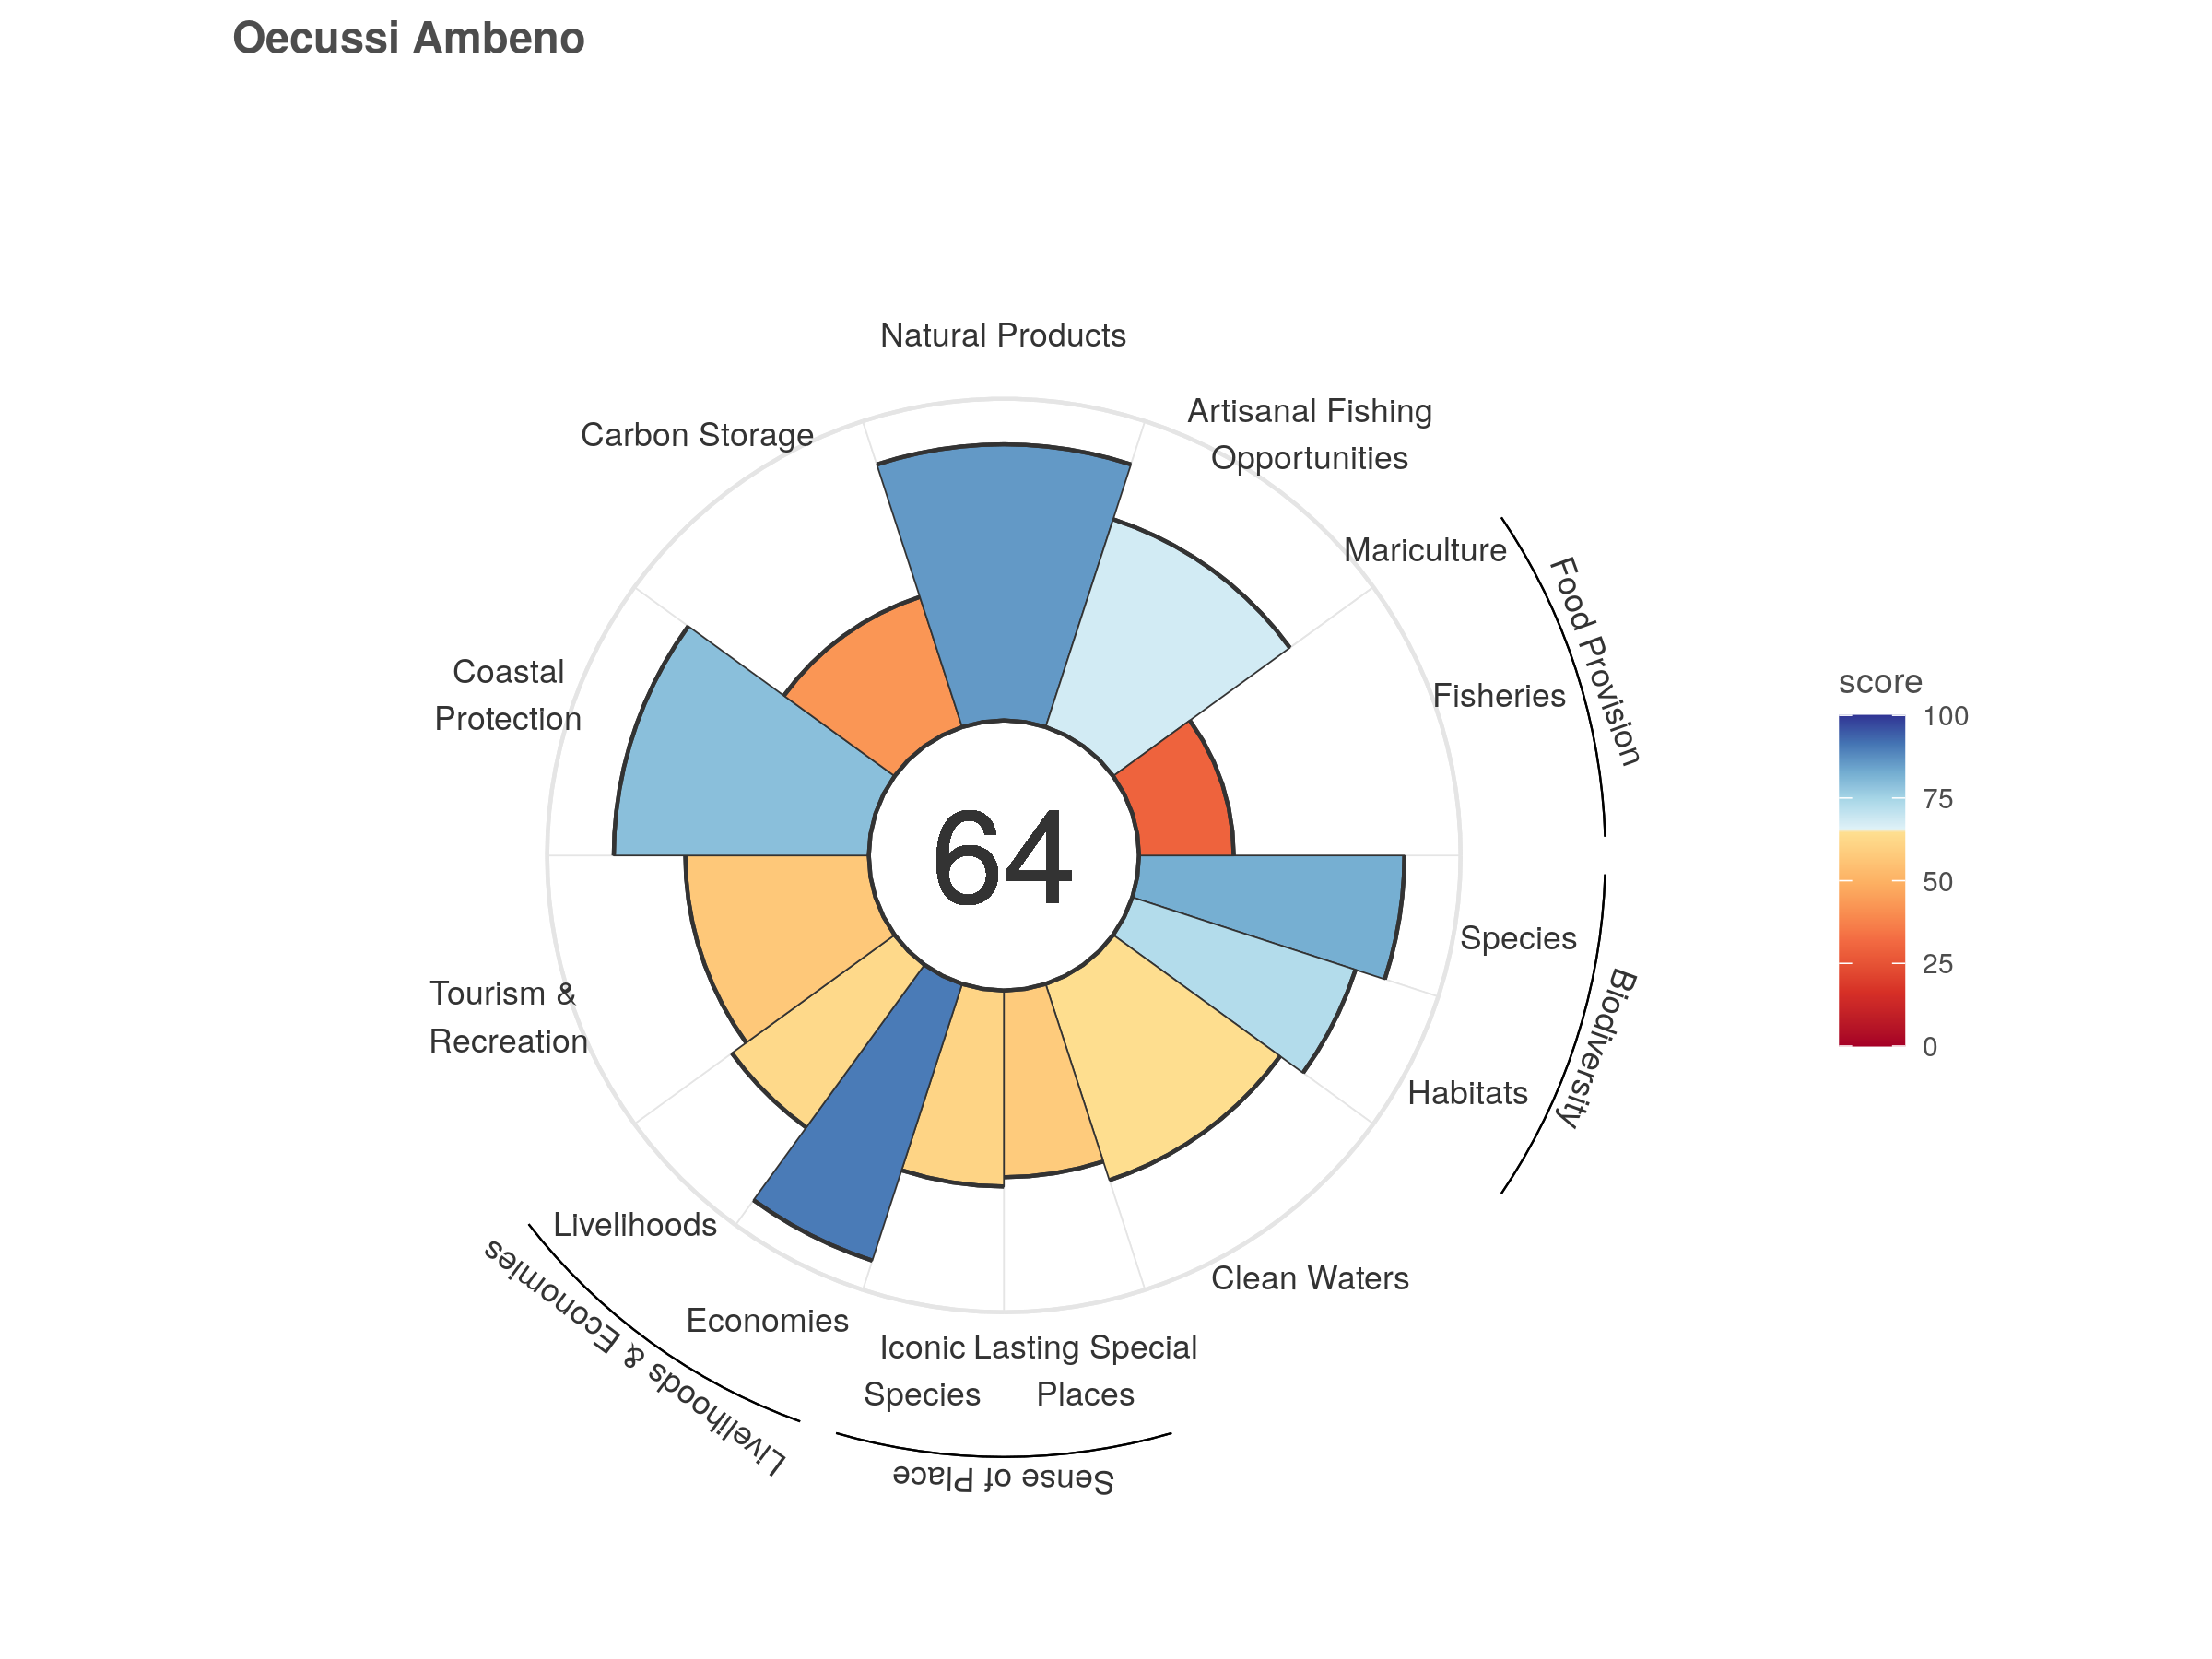 Oecussi Ambeno
Natural Products
Artisanal Fishing
Opportunities
Carbon Storage
Mariculture
Food Provision
Fisheries
Coastal
Protection
score
100
75
50
25
0
64
Species
Biodiversity
Habitats
Tourism &
Recreation
Livelihoods
Livelihoods & Economies
Clean Waters
Economies
Iconic
Species
Lasting Special
Places
Sense of Place